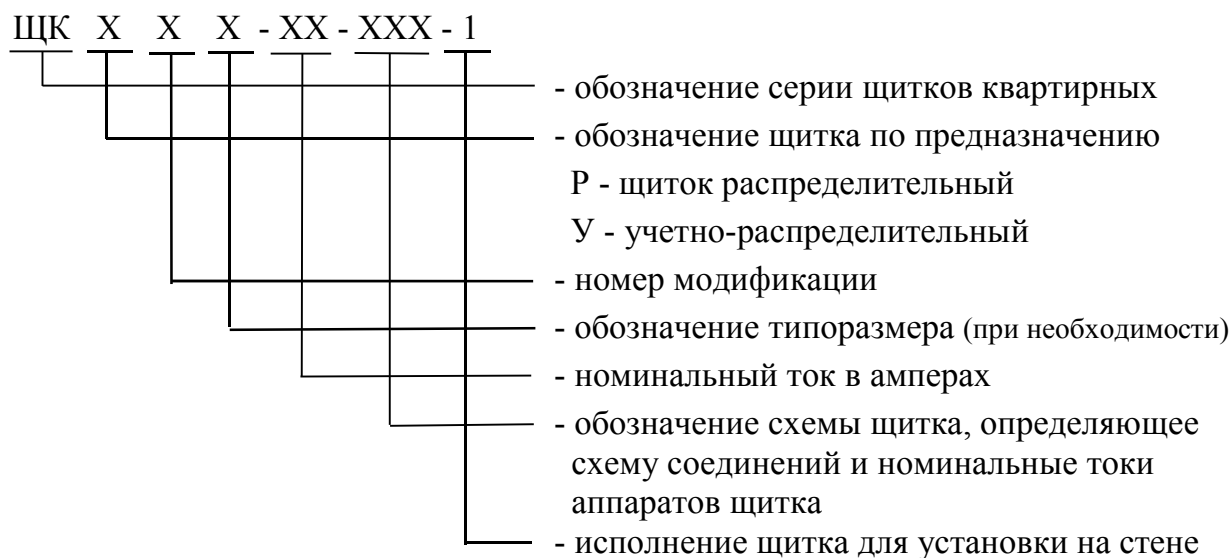 ЩК Х Х Х - ХХ - ХХХ - 1
- обозначение серии щитков квартирных
- обозначение щитка по предназначению
Р - щиток распределительный
У - учетно-распределительный
- номер модификации
- обозначение типоразмера (при необходимости)
- номинальный ток в амперах
- обозначение схемы щитка, определяющее
схему соединений и номинальные токи
аппаратов щитка
- исполнение щитка для установки на стене